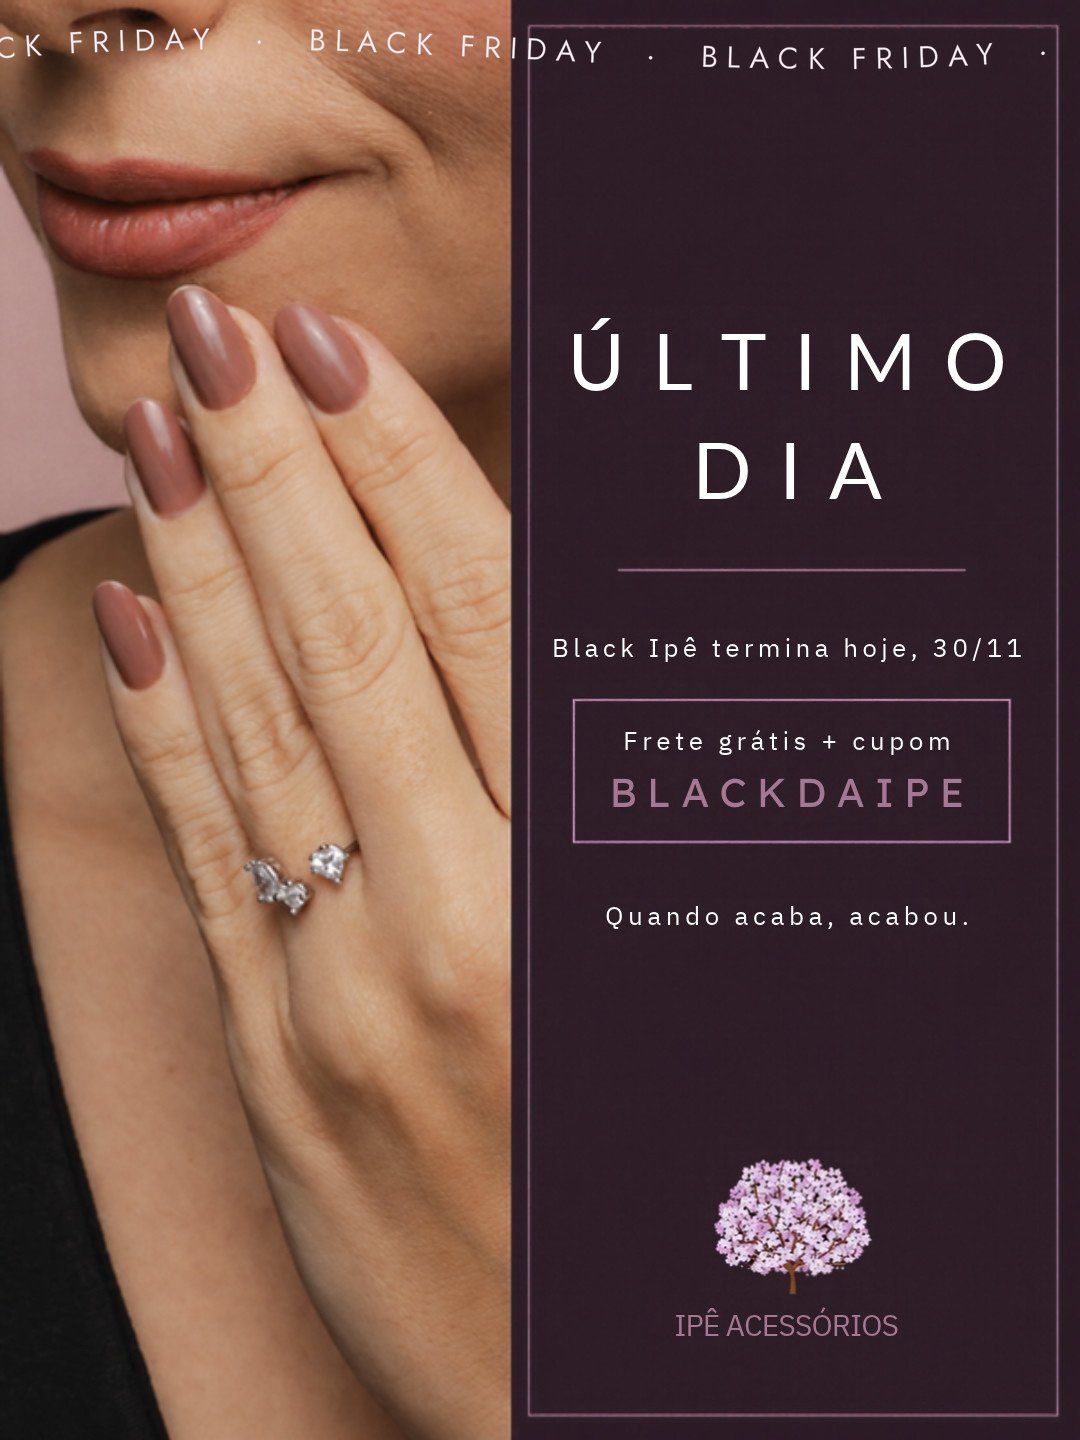 CK FRIDAY · BLACK FRIDAY · BLACK FRIDAY ·
ÚLTIMO
DIA
Black Ipê termina hoje, 30/11
Frete grátis + cupom
BLACKDAIPE
Quando acaba, acabou.
IPÊ ACESSÓRIOS